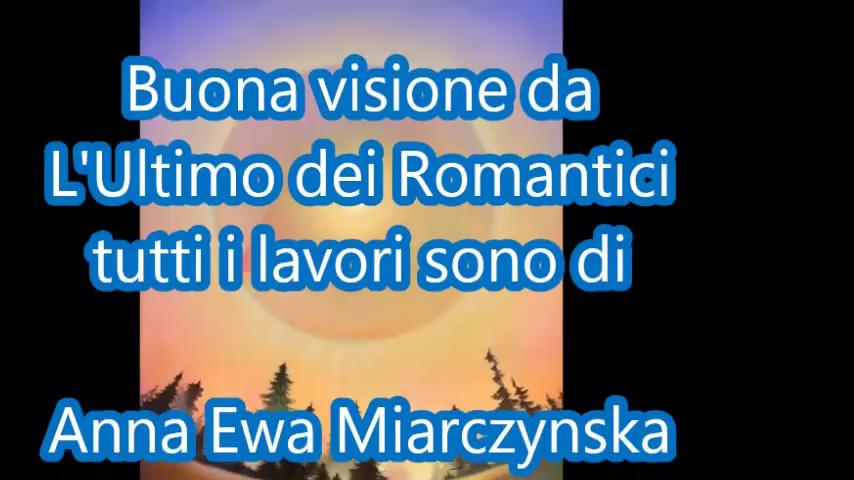 Buona visione da
L'Ultimo dei Romantici
tutti i lavori sono di
Anna Ewa Miarczynska